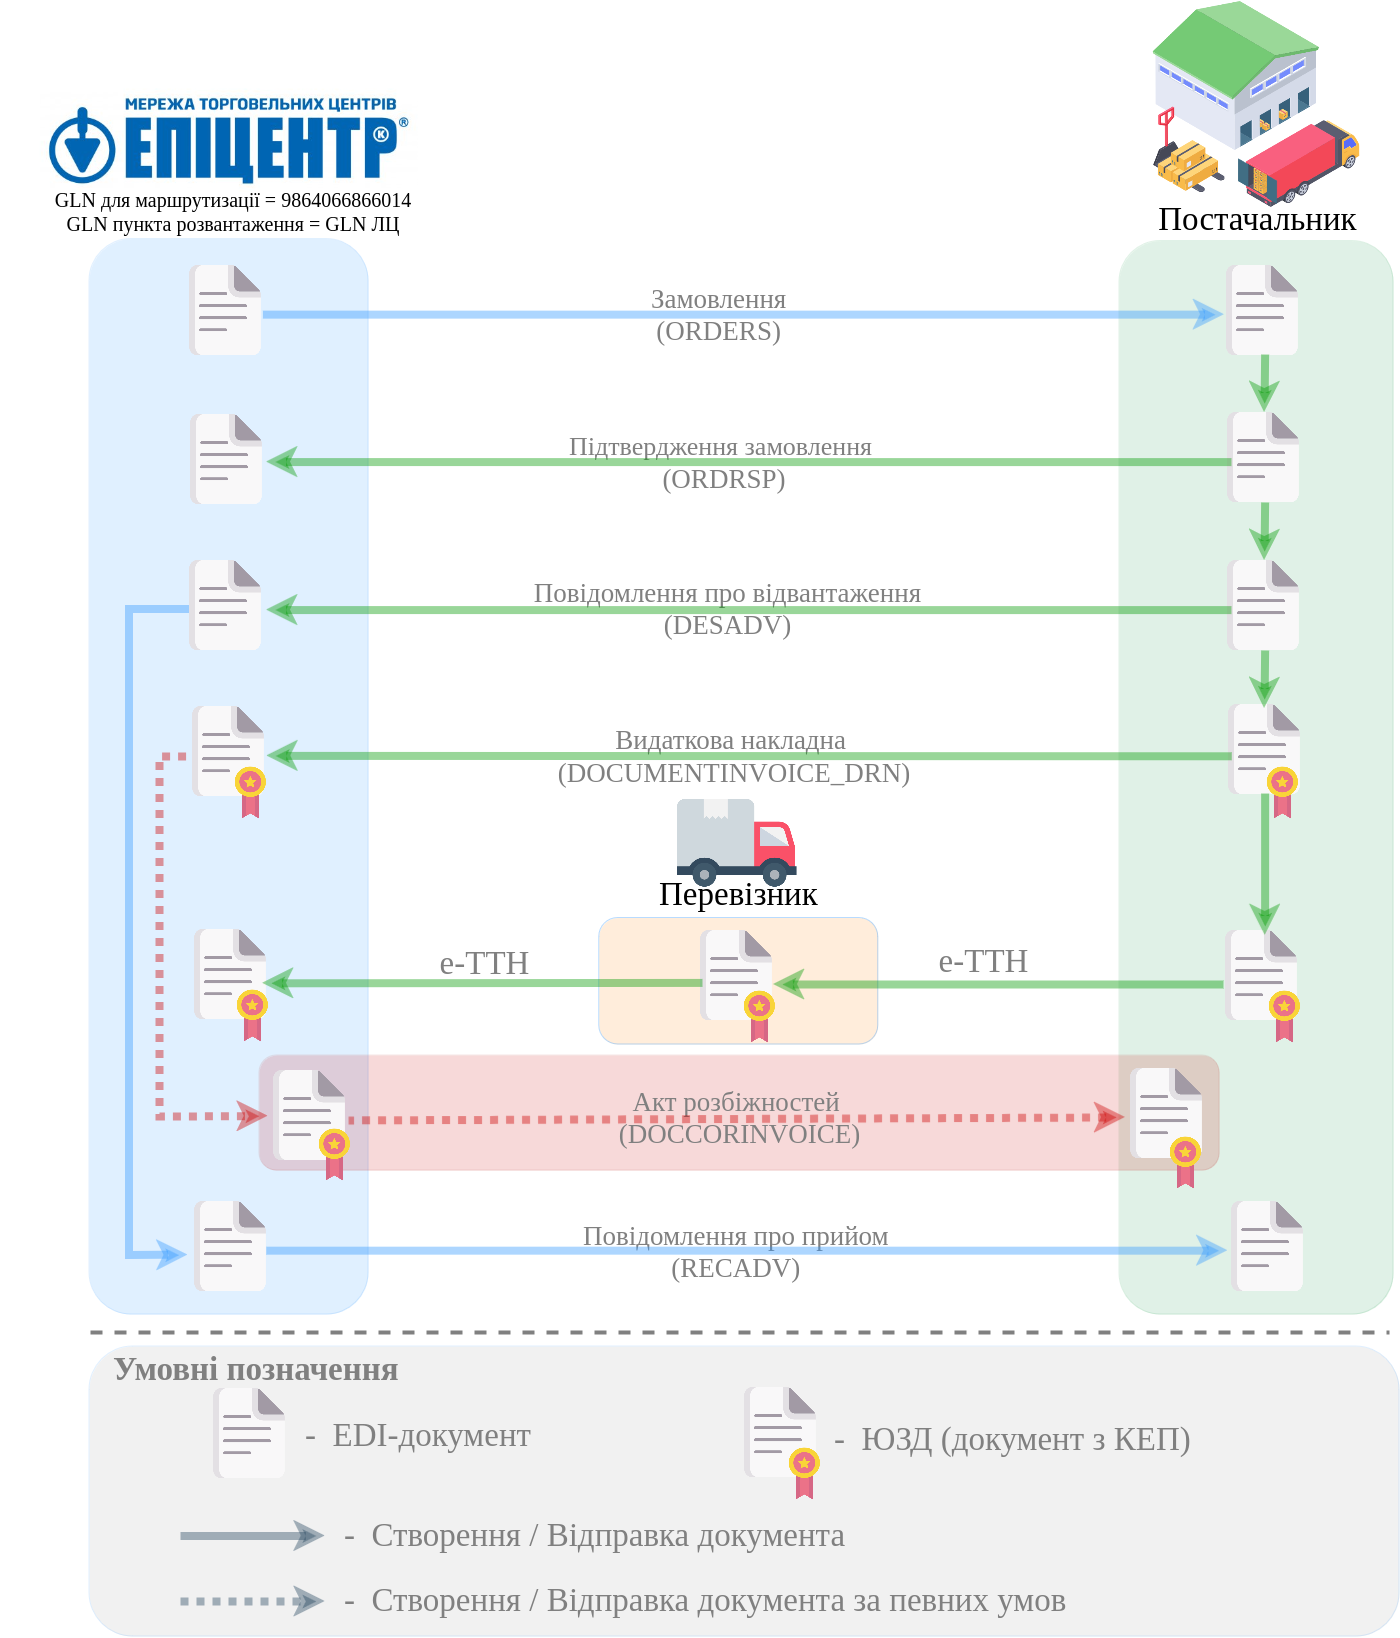 МЕРЕЖА ТОРГОВЕЛЬНИХ ЦЕНТРІВ
ЕПІЦЕНТР® К
GLN для маршрутизації = 9864066866014
GLN пункта розвантаження = GLN ЛЦ
Постачальник
Замовлення
(ORDERS)
Підтвердження замовлення
(ORDRSP)
Повідомлення про відвантаження
(DESADV)
Видаткова накладна
(DOCUMENTINVOICE_DRN)
Перевізник
е-ТТН
е-ТТН
Акт розбіжностей
(DOCCORINVOICE)
Повідомлення про прийом
(RECADV)
Умовні позначення
- EDI-документ
- ЮЗД (документ з КЕП)
- Створення / Відправка документа
- Створення / Відправка документа за певних умов